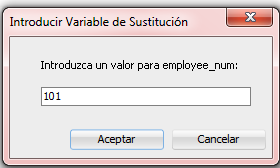 Introducir Variable de Sustitución
Introduzca un valor para employee_num:
101
Aceptar
Cancelar